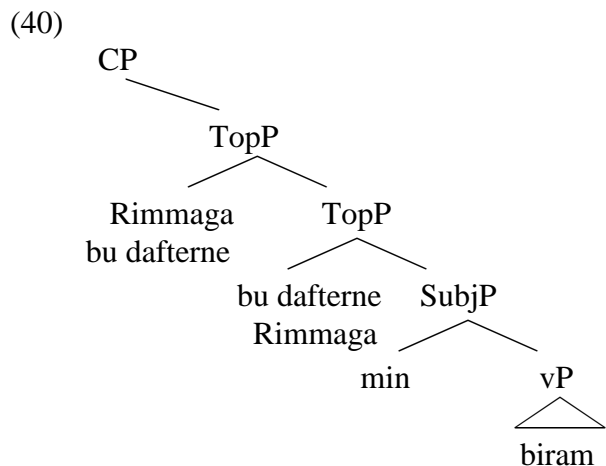 (40)
CP
TopP
Rimmaga TopP
bu dafterne
bu dafterne SubjP
Rimmaga
min vP
biram